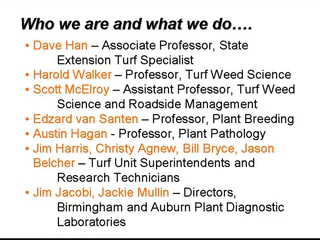 Who we are and what we do….
• Dave Han – Associate Professor, State
Extension Turf Specialist
• Harold Walker – Professor, Turf Weed Science
• Scott McElroy – Assistant Professor, Turf Weed
Science and Roadside Management
• Edzard van Santen – Professor, Plant Breeding
• Austin Hagan - Professor, Plant Pathology
• Jim Harris, Christy Agnew, Bill Bryce, Jason
Belcher – Turf Unit Superintendents and
Research Technicians
• Jim Jacobi, Jackie Mullin – Directors,
Birmingham and Auburn Plant Diagnostic
Laboratories